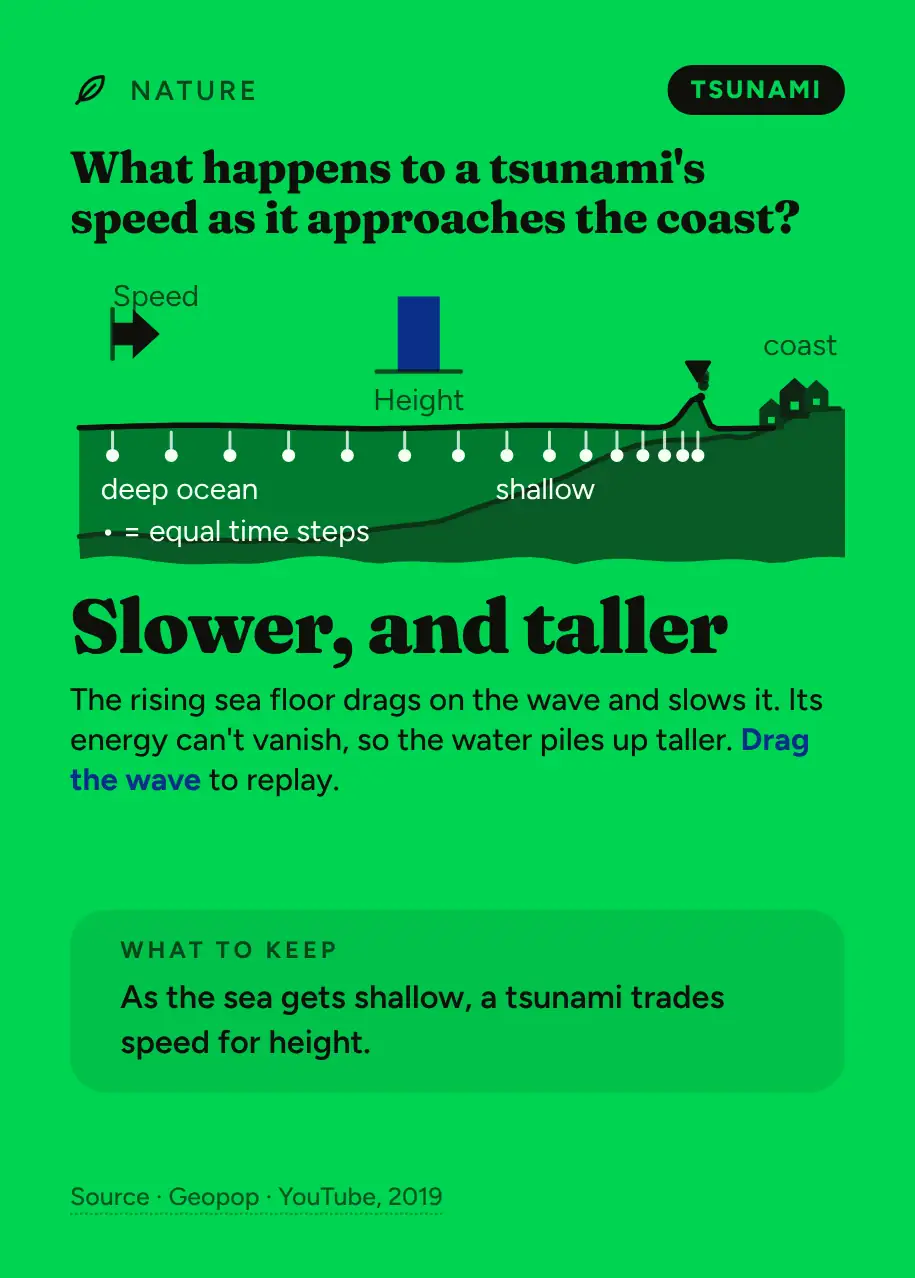 NATURE
TSUNAMI
What happens to a tsunami's
speed as it approaches the coast?
Speed
coast
Height
deep ocean
shallow
• = equal time steps
Slower, and taller
The rising sea floor drags on the wave and slows it. Its
energy can't vanish, so the water piles up taller. Drag
the wave to replay.
WHAT TO KEEP
As the sea gets shallow, a tsunami trades
speed for height.
Source · Geopop · YouTube, 2019